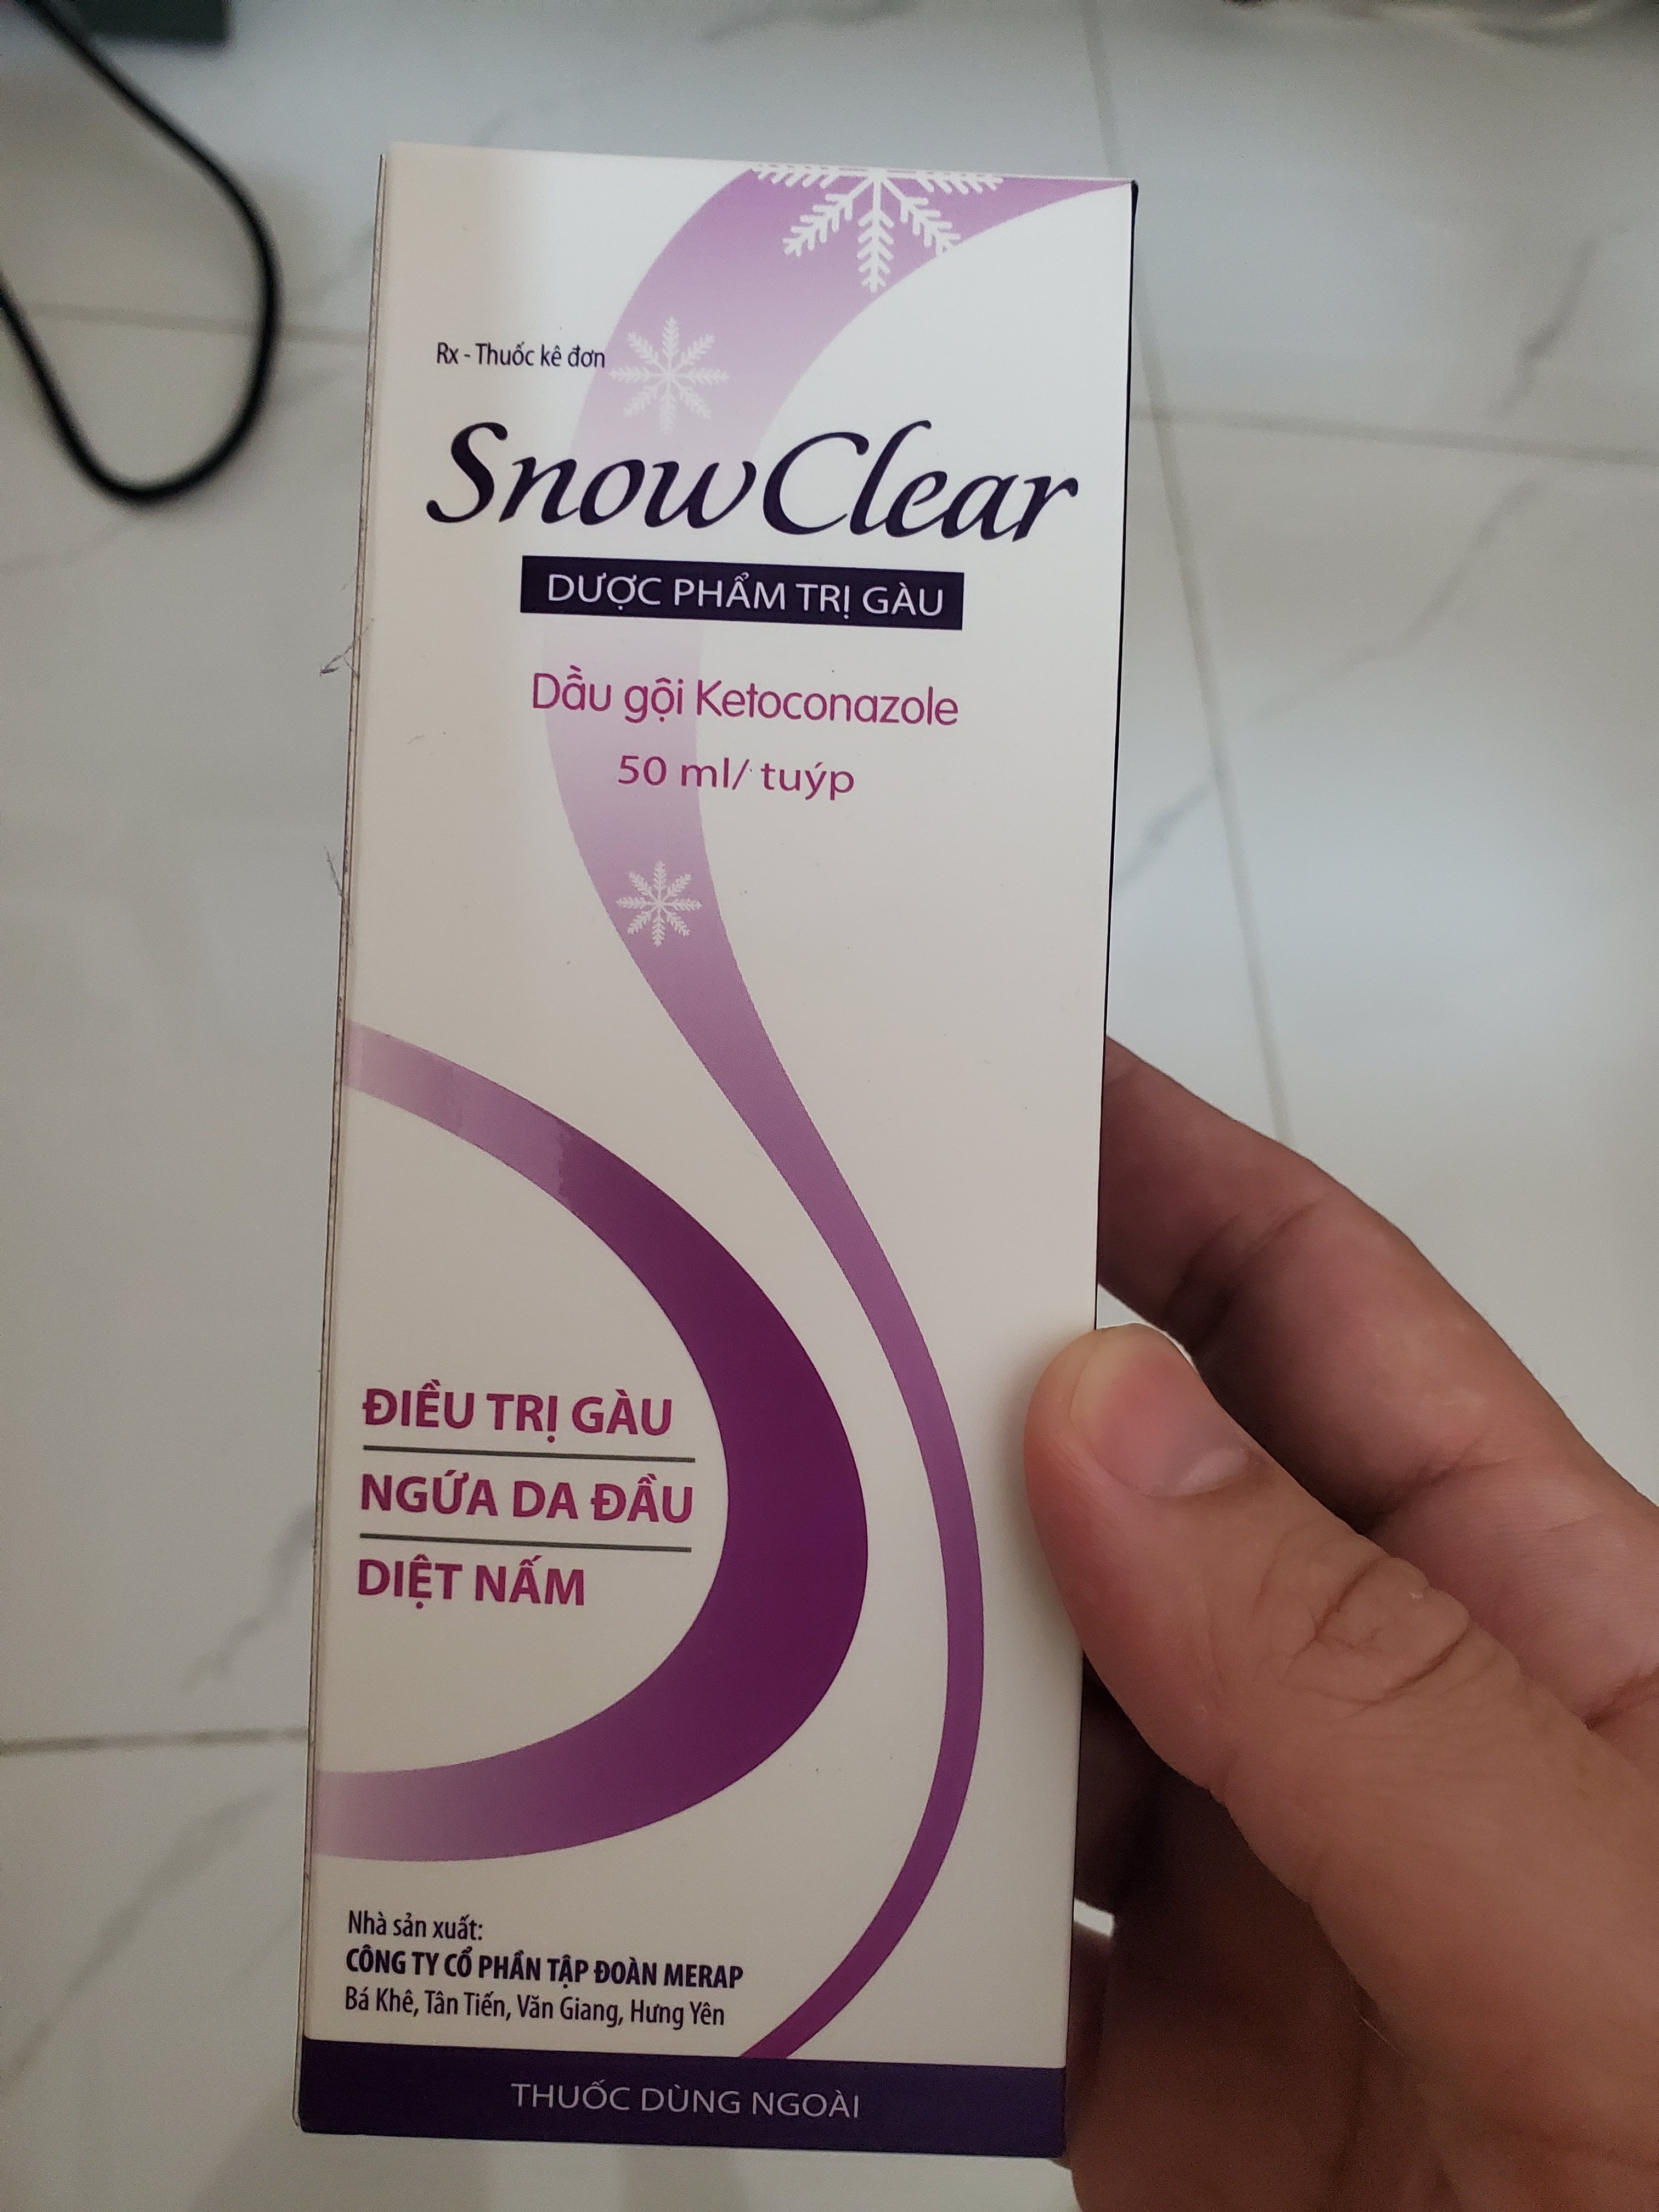 Rx - Thuốc kê đơn
SnowClear
DƯỢC PHẨM TRỊ GÀU
Dầu gội Ketoconazole
50 ml/ tuýp
ĐIỀU TRỊ GÀU
NGỨA DA ĐẦU
DIỆT NẤM
Nhà sản xuất:
CÔNG TY CỔ PHẦN TẬP ĐOÀN MERAP
Bá Khê, Tân Tiến, Văn Giang, Hưng Yên
THUỐC DÙNG NGOÀI